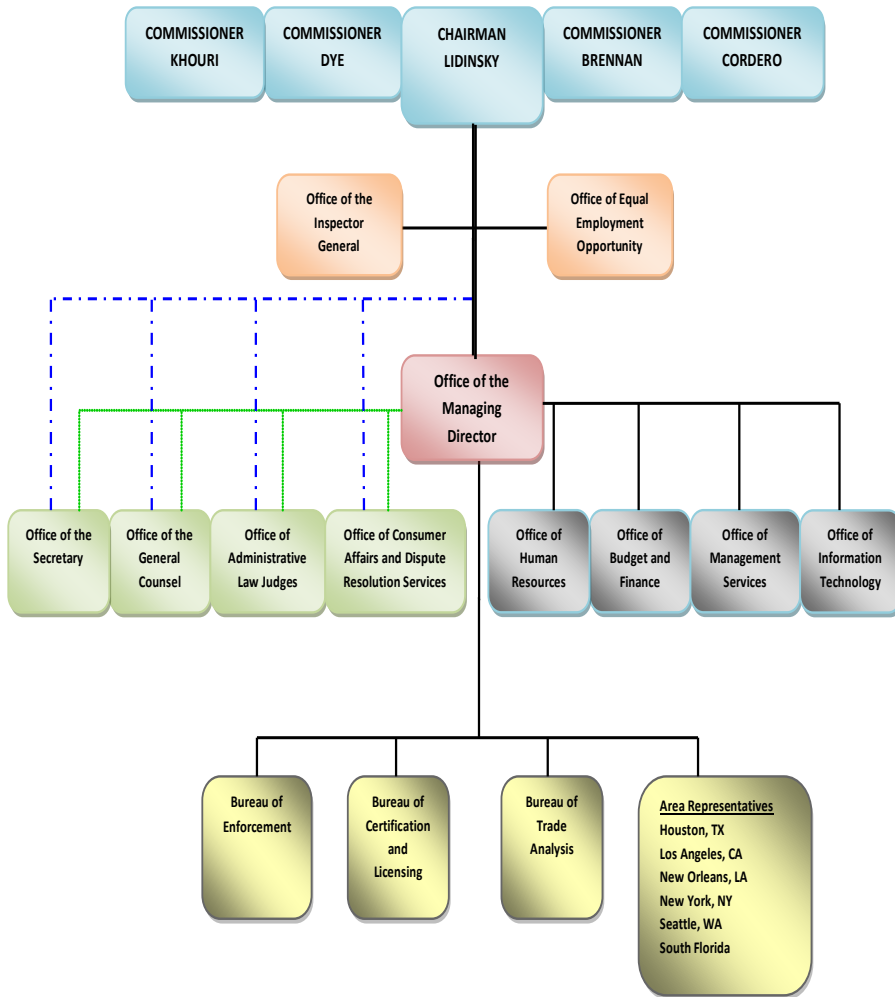 COMMISSIONER
KHOURI
COMMISSIONER
DYE
CHAIRMAN
LIDINSKY
COMMISSIONER
BRENNAN
COMMISSIONER
CORDERO
Office of the
Inspector
General
Office of Equal
Employment
Opportunity
Office of the
Managing
Director
Office of the
Secretary
Office of the
General
Counsel
Office of
Administrative
Law Judges
Office of Consumer
Affairs and Dispute
Resolution Services
Office of
Human
Resources
Office of
Budget and
Finance
Office of
Management
Services
Office of
Information
Technology
Bureau of
Enforcement
Bureau of
Certification
and
Licensing
Bureau of
Trade
Analysis
Area Representatives
Houston, TX
Los Angeles, CA
New Orleans, LA
New York, NY
Seattle, WA
South Florida